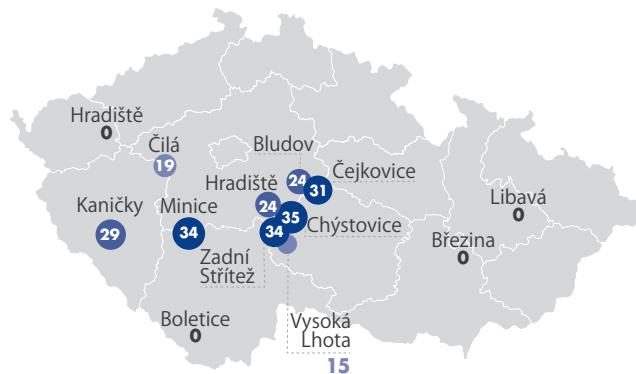 Hradiště
0
Čilá
19
Bludov
24
Čejkovice
31
Hradiště
24
Kaničky
29
Minice
34
35
Chýstovice
34
Zadní
Střítež
Libavá
0
Březina
0
Boletice
0
Vysoká
Lhota
15